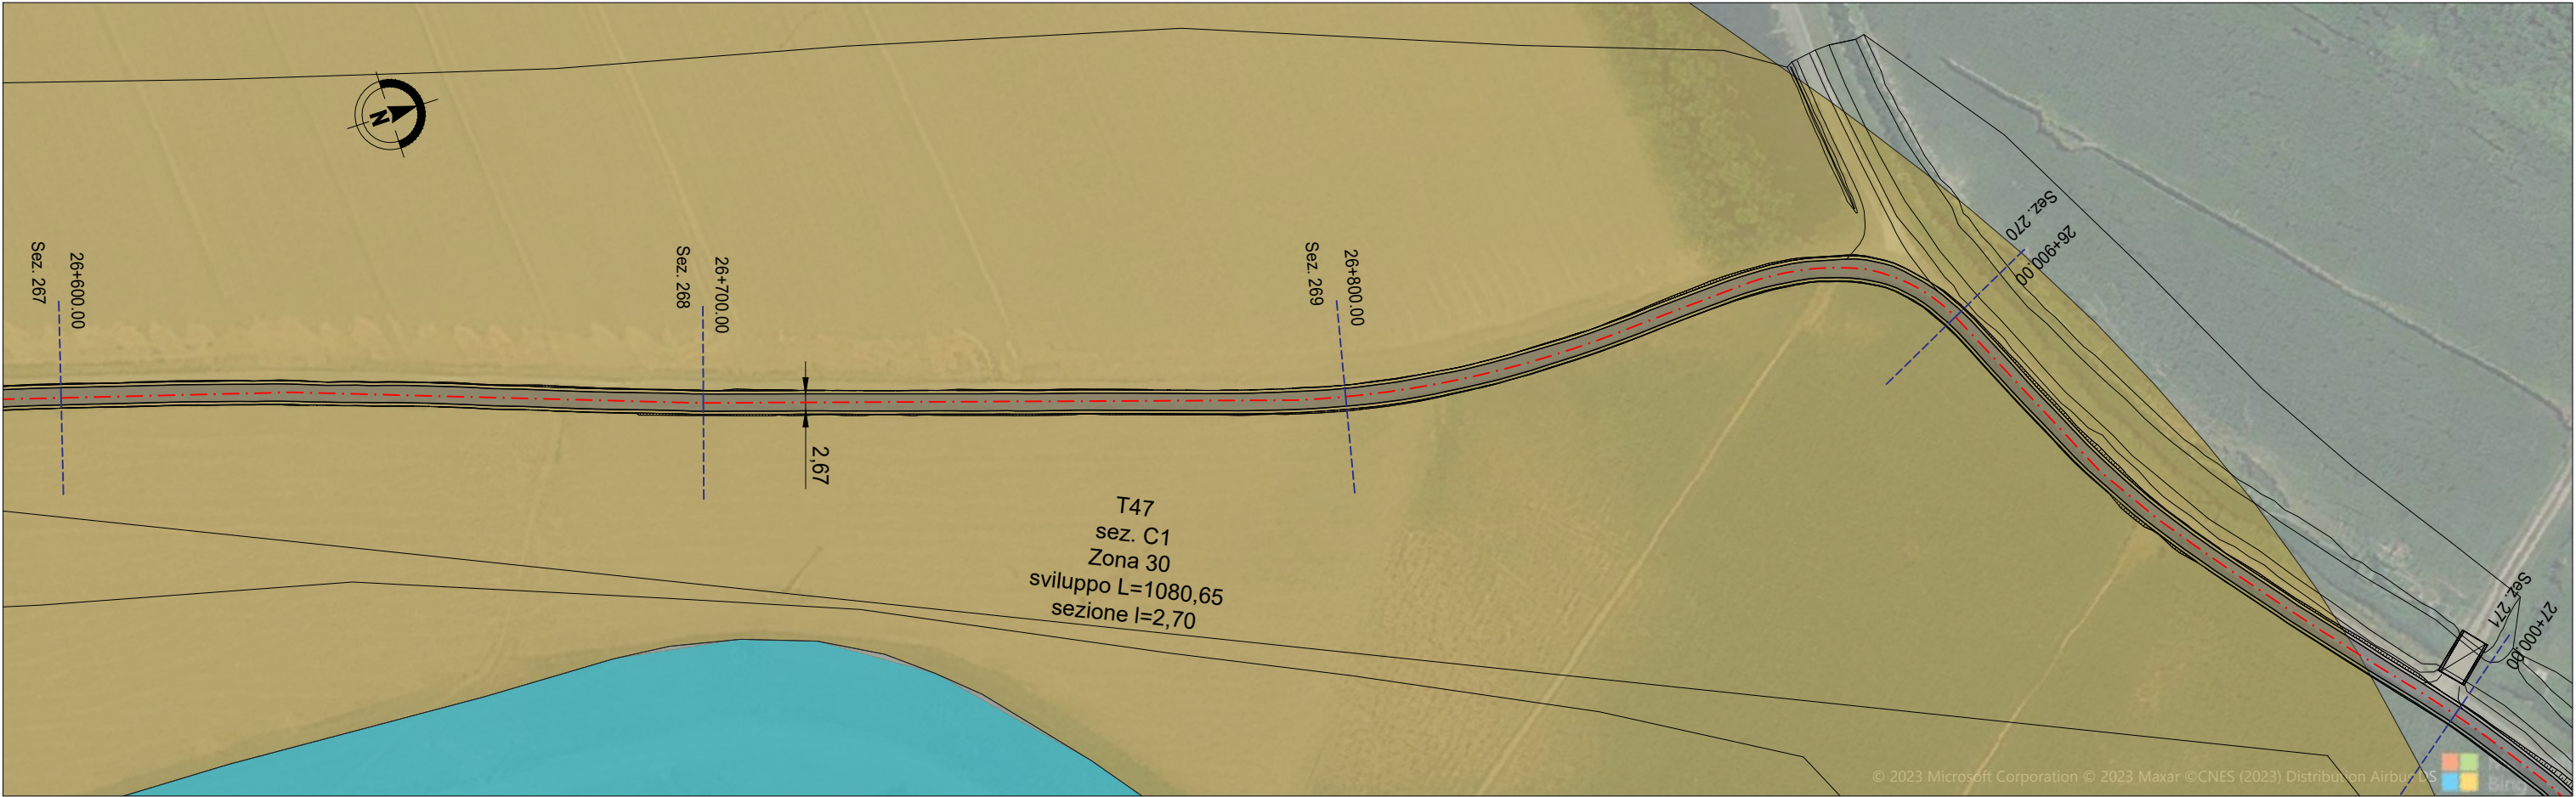 N
Sez. 267
26+600.00
Sez. 268
26+700.00
2,67
Sez. 269
26+800.00
T47
sez. C1
Zona 30
sviluppo L=1080,65
sezione l=2,70
Sez. 270
26+900.00
Sez. 271
27+000.00
© 2023 Microsoft Corporation © 2023 Maxar ©CNES (2023) Distribution Airbus DS
Bing